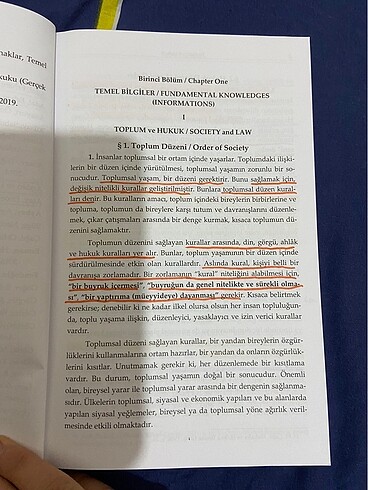 naklar, Temel
kuku (Gerçek
2019.
Birinci Bölüm / Chapter One
TEMEL BİLGİLER / FUNDAMENTAL KNOWLEDGES
(INFORMATIONS)
I
TOPLUM ve HUKUK / SOCIETY and LAW
§ 1. Toplum Düzeni / Order of Society
1. İnsanlar toplumsal bir ortam içinde yaşarlar. Toplumdaki ilişki-
lerin bir düzen içinde yürütülmesi, toplumsal yaşamın zorunlu bir so-
nucudur. Toplumsal yaşam, bir düzeni gerektirir. Bunu sağlamak için,
değişik nitelikli kurallar geliştirilmiştir. Bunlara toplumsal düzen kural-
ları denir. Bu kuralların amacı, toplum içindeki bireylerin birbirlerine ve
topluma, toplumun da bireylere karşı tutum ve davranışlarını düzenle-
mek, çıkar çatışmaları arasında bir denge kurmak, kısaca toplumun dü-
zenini sağlamaktır.
Toplumun düzenini sağlayan kurallar arasında, din, görgü, ahlâk
ve hukuk kuralları yer alır. Bunlar, toplum yaşamının bir düzen içinde
sürdürülmesinde etkin olan kurallardır. Aslında kural, kişiyi belli bir
davranışa zorlamadır. Bir zorlamanın "kural" niteliğini alabilmesi için,
"bir buyruk içermesi", "buyruğun da genel nitelikte ve sürekli olma-
sı", "bir yaptırıma (müeyyideye) dayanması" gerekir. Kısaca belirtmek
gerekirse; denebilir ki ne kadar ilkel olursa olsun her insan topluluğun-
da, toplu yaşama ilişkin, düzenleyici, yasaklayıcı ve izin verici kurallar
vardır.
Toplumsal düzeni sağlayan kurallar, bir yandan bireylerin özgür-
lüklerini kullanmalarına ortam hazırlar, bir yandan da onların özgürlük-
lerini kısıtlar. Unutmamak gerekir ki, her düzenlemede bir kısıtlama
vardır. Bu durum, toplumsal yaşamın doğal bir sonucudur. Önemli
olan, bireysel yarar ile toplumsal yarar arasında bir dengenin sağlanma-
sıdır. Ülkelerin toplumsal, siyasal ve ekonomik yapıları ve bu alanlarda
yapılan siyasal yeğlemeler, bireysel ya da toplumsal yöne ağırlık veril-
mesinde etkili olmaktadır.